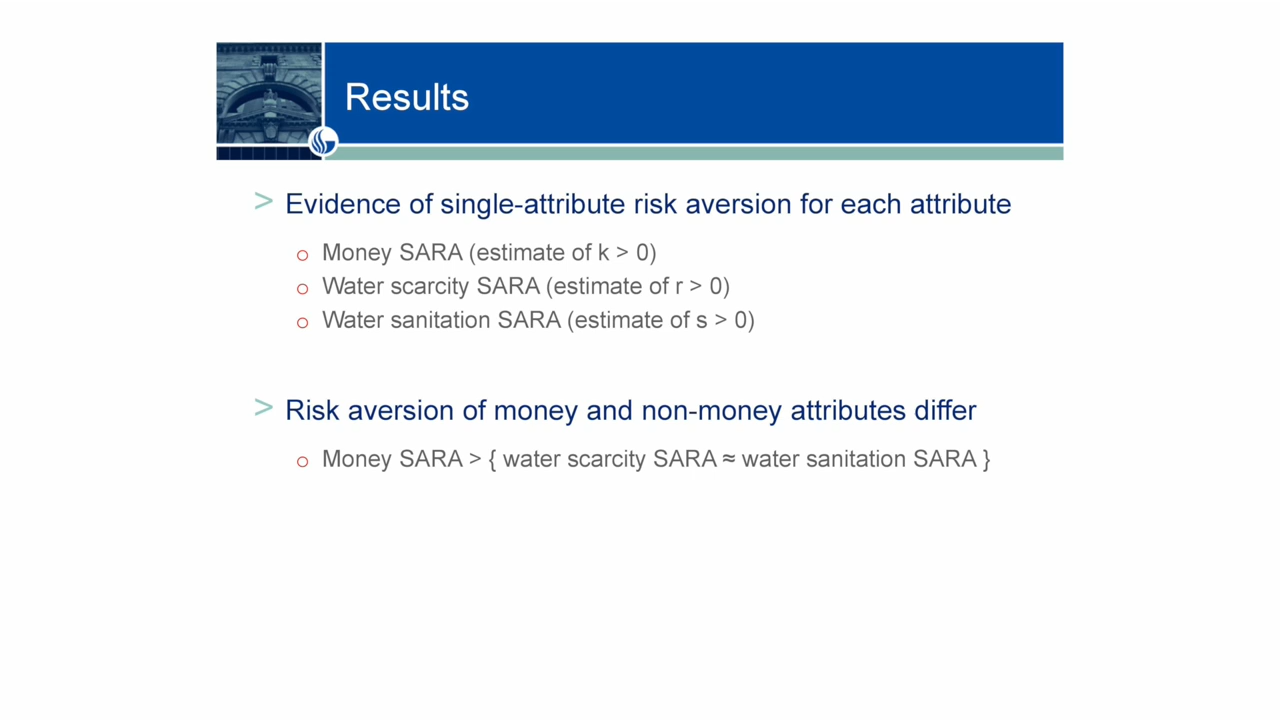 Results
> Evidence of single-attribute risk aversion for each attribute
o Money SARA (estimate of k > 0)
o Water scarcity SARA (estimate of r > 0)
o Water sanitation SARA (estimate of s > 0)
> Risk aversion of money and non-money attributes differ
o Money SARA > { water scarcity SARA ≈ water sanitation SARA }